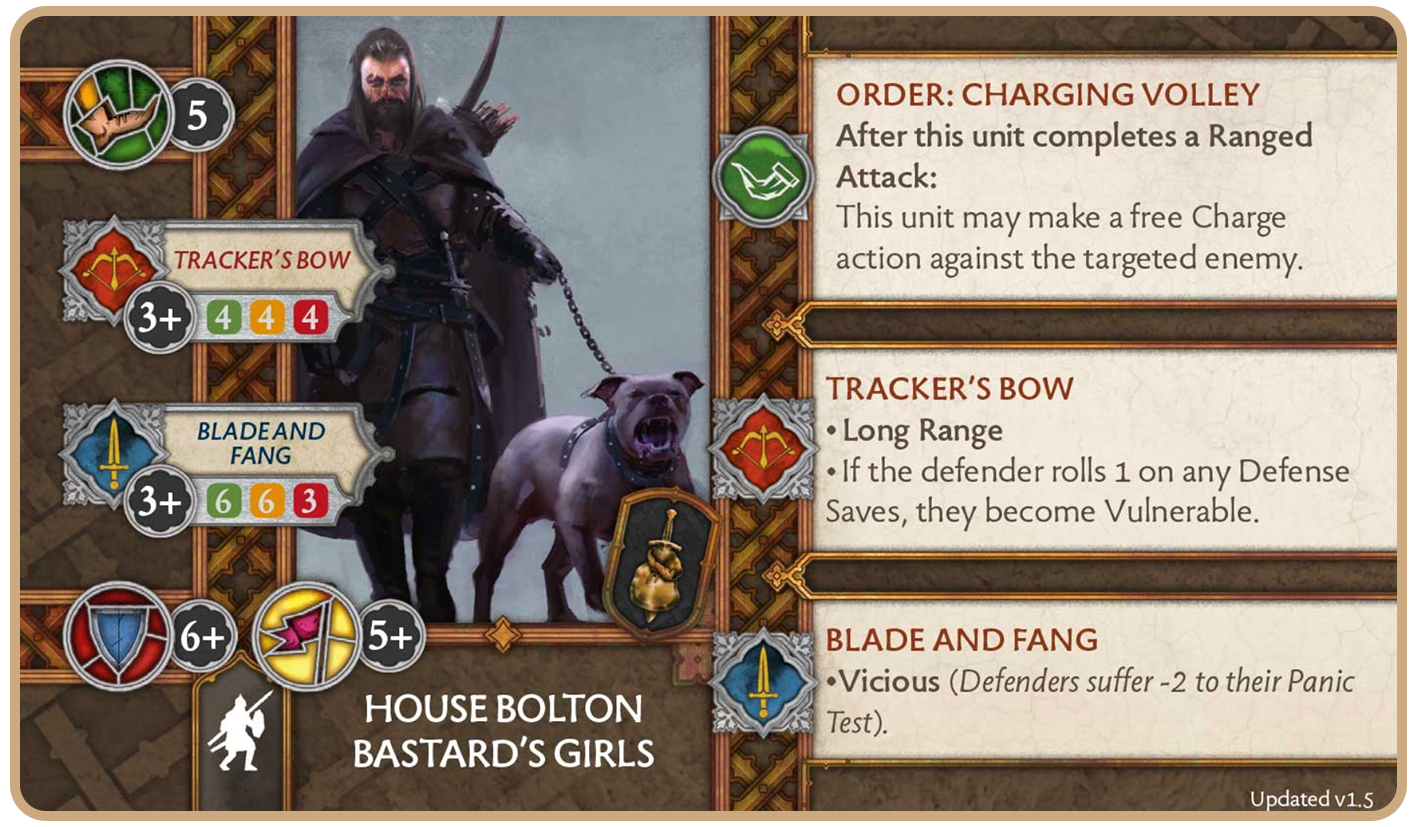 5
TRACKER'S BOW
3+ 4 4 4
BLADE AND
FANG
3+ 6 6 3
6+ 5+
HOUSE BOLTON
BASTARD'S GIRLS
ORDER: CHARGING VOLLEY
After this unit completes a Ranged
Attack:
This unit may make a free Charge
action against the targeted enemy.
TRACKER'S BOW
• Long Range
• If the defender rolls 1 on any Defense
Saves, they become Vulnerable.
BLADE AND FANG
•Vicious (Defenders suffer -2 to their Panic
Test).
Updated v1.5